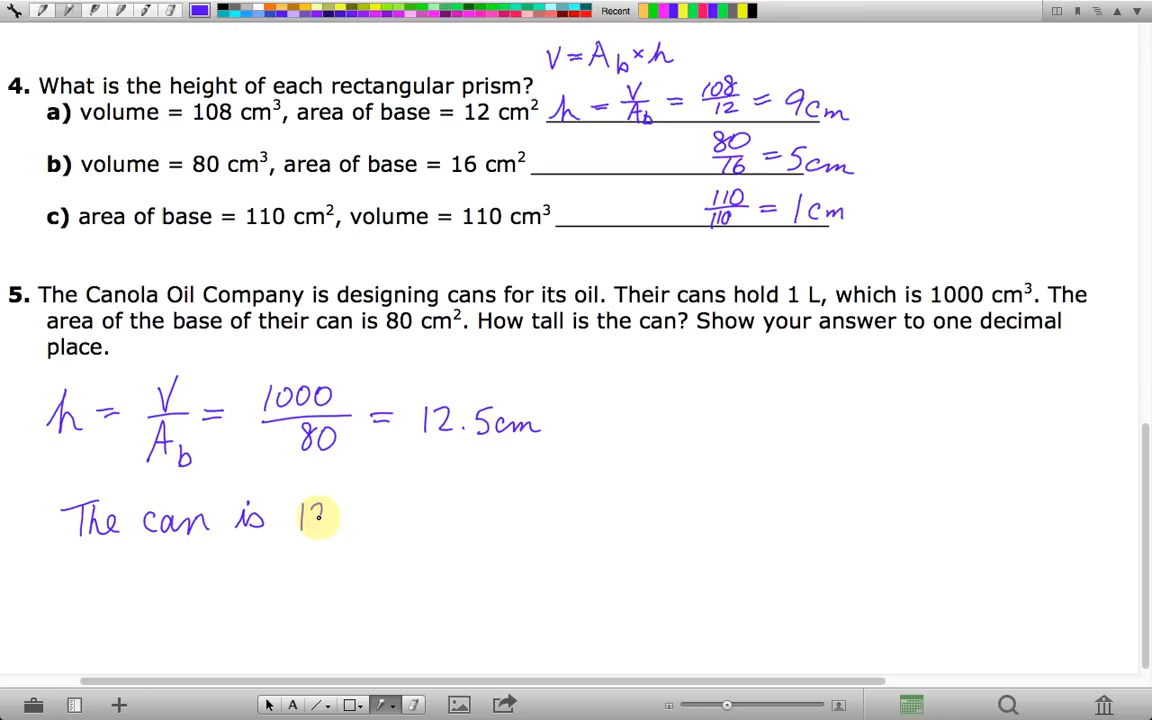 Recent
V = Ab × h
4. What is the height of each rectangular prism?
a) volume = 108 cm³, area of base = 12 cm² h = V/Ab = 108/12 = 9cm
b) volume = 80 cm³, area of base = 16 cm² 80/16 = 5cm
c) area of base = 110 cm², volume = 110 cm³ 110/110 = 1cm
5. The Canola Oil Company is designing cans for its oil. Their cans hold 1 L, which is 1000 cm³. The
area of the base of their can is 80 cm². How tall is the can? Show your answer to one decimal
place.
h = V/Ab = 1000/80 = 12.5cm
The can is 12
A